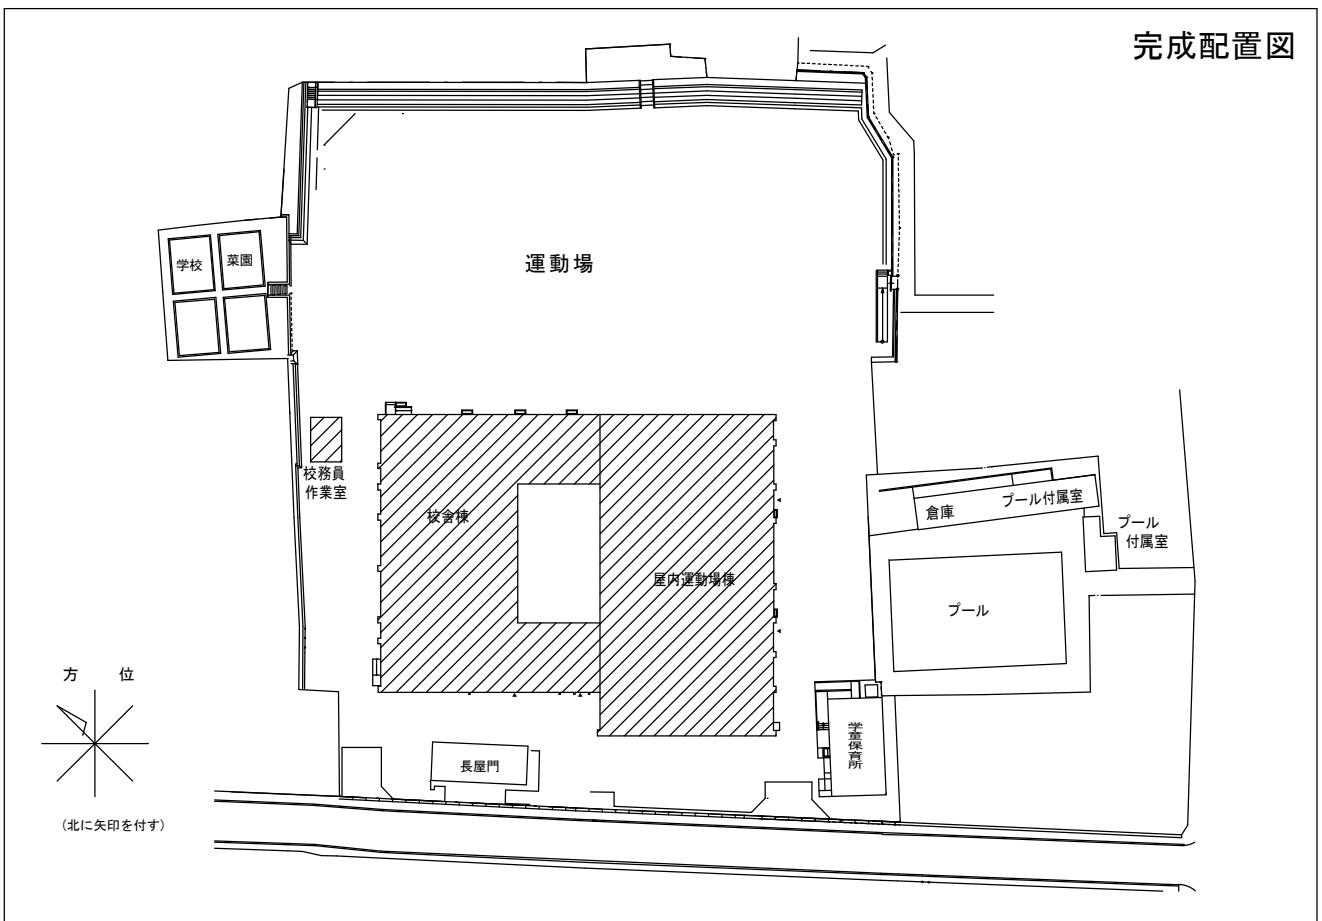 完成配置図
運動場
学校 菜園
校務員
作業室
校舎棟
屋内運動場棟
倉庫
プール付属室
プール
付属室
プール
方 位
(北に矢印を付す)
長屋門
学童保育所